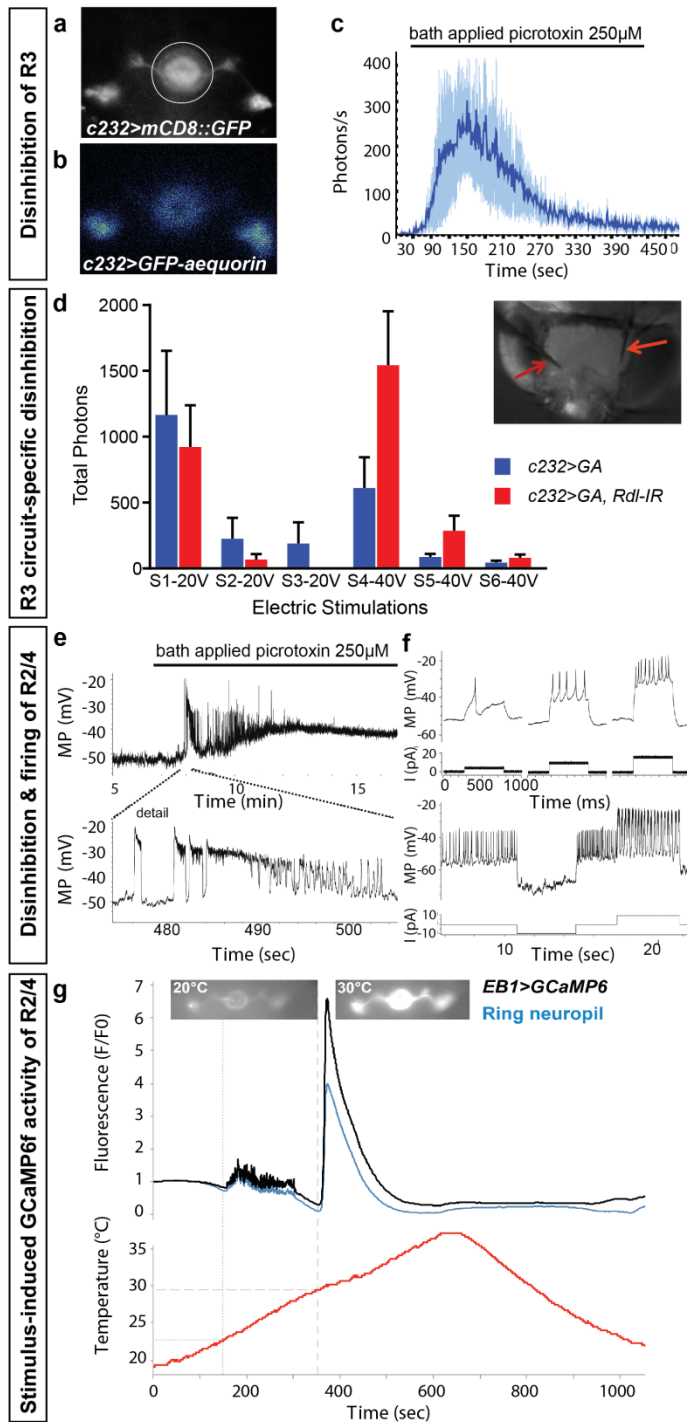 Disinhibition of R3
a
c232>mCD8::GFP
b
c232>GFP-aequorin
c
bath applied picrotoxin 250µM
Photons/s
400
300
200
100
0
30 90 150 210 270 330 390 450
Time (sec)
R3 circuit-specific disinhibition
d
Total Photons
2000
1500
1000
500
0
S1-20V S2-20V S3-20V S4-40V S5-40V S6-40V
Electric Stimulations
c232>GA
c232>GA, Rdl-IR
Disinhibition & firing of R2/4
e
bath applied picrotoxin 250µM
MP (mV)
-20
-30
-40
-50
5 10 15
Time (min)
detail
MP (mV)
-20
-30
-40
-50
480 490 500
Time (sec)
f
MP (mV)
-20
-40
-60
I (pA)
20
0
0 500 1000
Time (ms)
MP (mV)
-40
-60
I (pA)
10
-10
10 20
Time (sec)
Stimulus-induced GCaMP6f activity of R2/4
g
20°C
30°C
EB1>GCaMP6
Ring neuropil
Fluorescence (F/F0)
7
6
5
4
3
2
1
0
Temperature (°C)
35
30
25
20
0 200 400 600 800 1000
Time (sec)